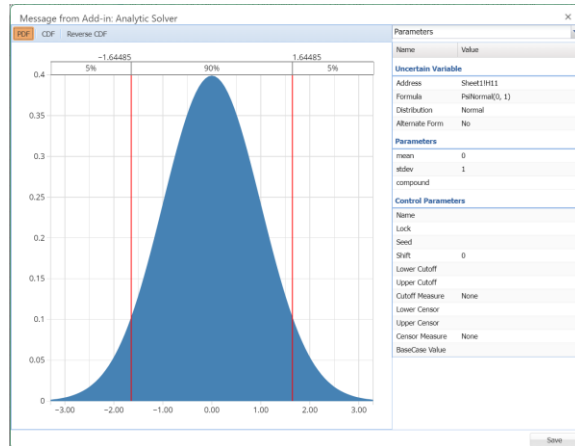 Message from Add-in: Analytic Solver
PDF CDF Reverse CDF
Parameters
−1.64485 1.64485
5% 90% 5%
0.4
0.35
0.3
0.25
0.2
0.15
0.1
0.05
0
−3.00 −2.00 −1.00 0.00 1.00 2.00 3.00
Name Value
Uncertain Variable
Address Sheet1!H11
Formula PsiNormal(0, 1)
Distribution Normal
Alternate Form No
Parameters
mean 0
stdev 1
compound
Control Parameters
Name
Lock
Seed
Shift 0
Lower Cutoff
Upper Cutoff
Cutoff Measure None
Lower Censor
Upper Censor
Censor Measure None
BaseCase Value
Save